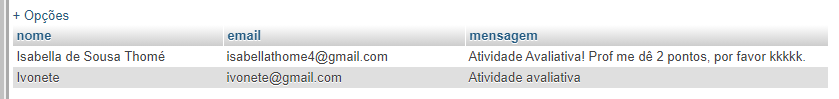 + Opções
nome email mensagem
Isabella de Sousa Thomé isabellathome4@gmail.com Atividade Avaliativa! Prof me dê 2 pontos, por favor kkkkk.
Ivonete ivonete@gmail.com Atividade avaliativa